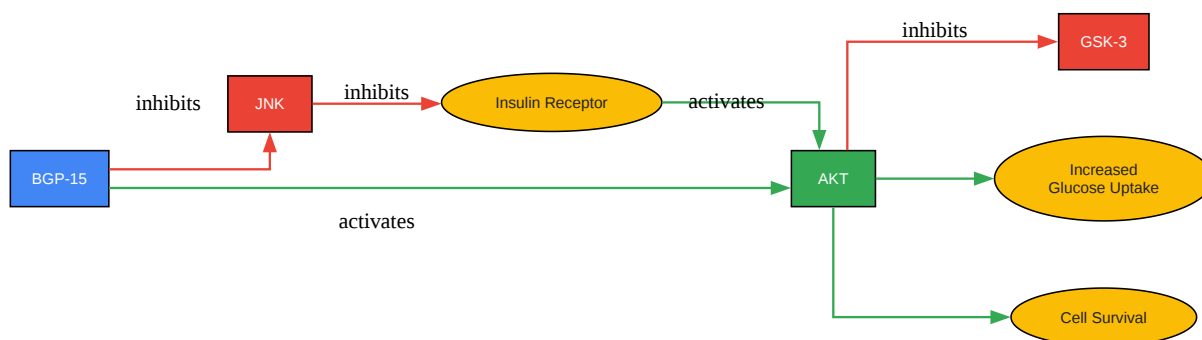 inhibits
GSK-3
inhibits
JNK
inhibits
Insulin Receptor
activates
BGP-15
AKT
Increased
Glucose Uptake
activates
Cell Survival